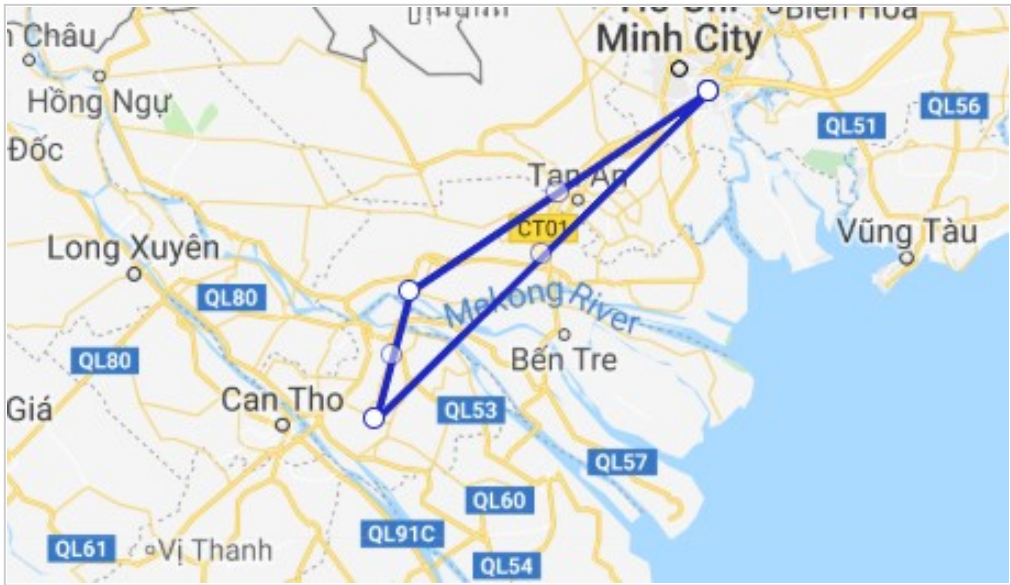 Minh City
Biên Hòa
Châu
Hồng Ngự
QL56
QL51
Đốc
Tan An
CT01
Long Xuyên
Vũng Tàu
QL80
Mekong River
QL80
Bến Tre
Giá
Can Tho
QL53
QL57
QL60
QL91C
QL61
Vị Thanh
QL54